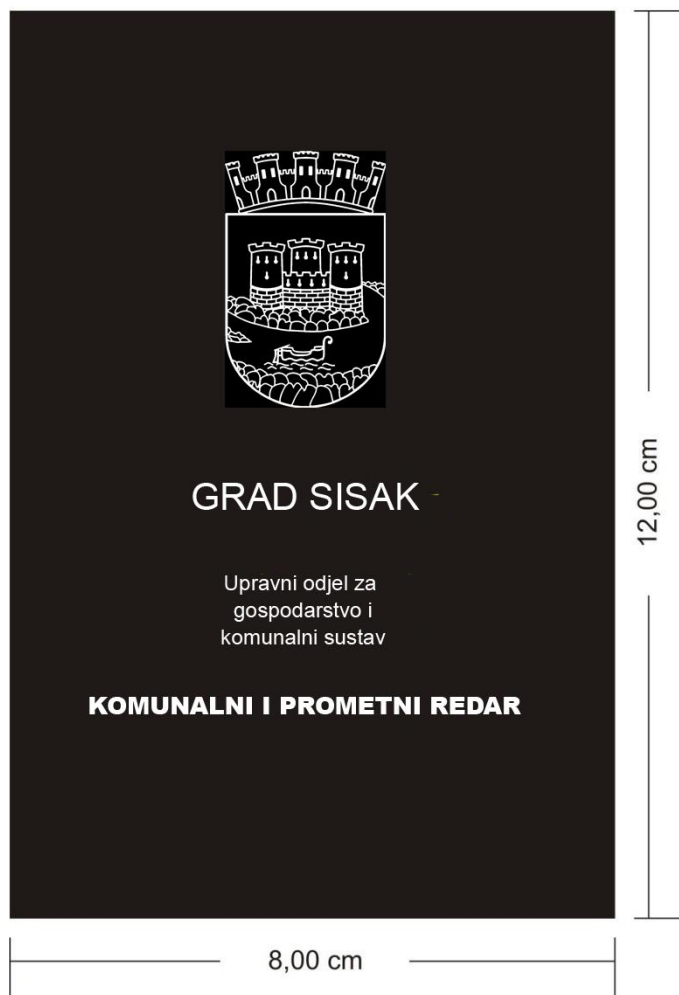 GRAD SISAK
Upravni odjel za
gospodarstvo i
komunalni sustav
KOMUNALNI I PROMETNI REDAR
12,00 cm
8,00 cm